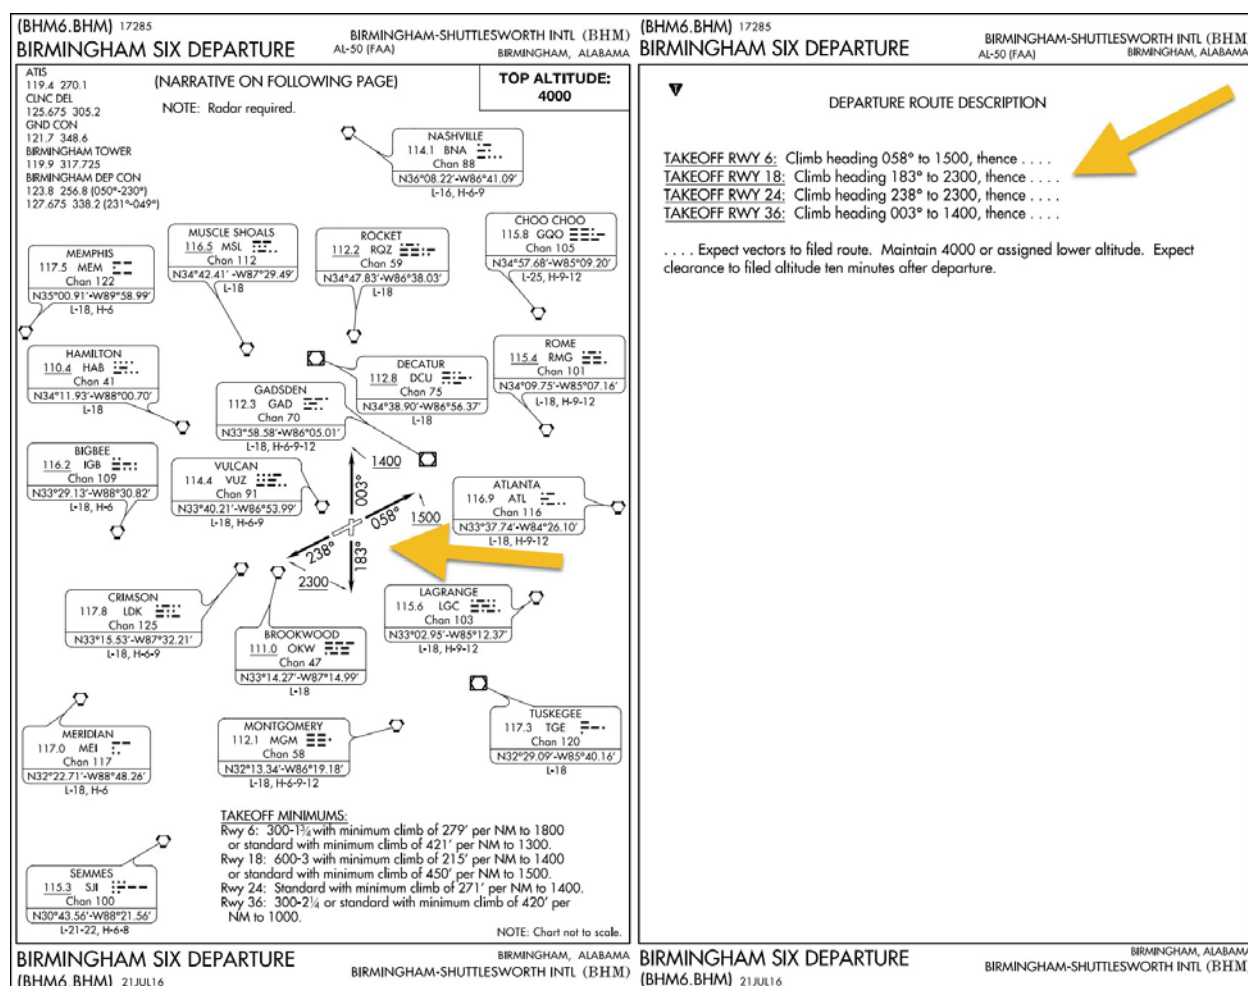 (BHM6.BHM) 17285
BIRMINGHAM SIX DEPARTURE
AL-50 (FAA)
BIRMINGHAM-SHUTTLESWORTH INTL (BHM)
BIRMINGHAM, ALABAMA
ATIS
119.4 270.1
CLNC DEL
125.675 305.2
GND CON
121.7 348.6
BIRMINGHAM TOWER
119.9 317.725
BIRMINGHAM DEP CON
123.8 256.8 (050°-230°)
127.675 338.2 (231°-049°)
(NARRATIVE ON FOLLOWING PAGE)
NOTE: Radar required.
TOP ALTITUDE:
4000
NASHVILLE
114.1 BNA
Chan 88
N36°08.22'-W86°41.09'
L-16, H-6-9
MUSCLE SHOALS
116.5 MSL
Chan 112
N34°42.41'-W87°29.49'
L-18
ROCKET
112.2 RQZ
Chan 59
N34°47.83'-W86°38.03'
L-18
CHOO CHOO
115.8 GQO
Chan 105
N34°57.68'-W85°09.20'
L-25, H-9-12
MEMPHIS
117.5 MEM
Chan 122
N35°00.91'-W89°58.99'
L-18, H-6
HAMILTON
110.4 HAB
Chan 41
N34°11.93'-W88°00.70'
L-18
DECATUR
112.8 DCU
Chan 75
N34°38.90'-W86°56.37'
L-18
ROME
115.4 RMG
Chan 101
N34°09.75'-W85°07.16'
L-18, H-9-12
GADSDEN
112.3 GAD
Chan 70
N33°58.58'-W86°05.01'
L-18, H-6-9-12
BIGBEE
116.2 IGB
Chan 109
N33°29.13'-W88°30.82'
L-18, H-6
VULCAN
114.4 VUZ
Chan 91
N33°40.21'-W86°53.99'
L-18, H-6-9
1400
003°
058°
1500
238°
183°
2300
ATLANTA
116.9 ATL
Chan 116
N33°37.74'-W84°26.10'
L-18, H-9-12
CRIMSON
117.8 LDK
Chan 125
N33°15.53'-W87°32.21'
L-18, H-6-9
BROOKWOOD
111.0 OKW
Chan 47
N33°14.27'-W87°14.99'
L-18
LAGRANGE
115.6 LGC
Chan 103
N33°02.95'-W85°12.37'
L-18, H-9-12
MERIDIAN
117.0 MEI
Chan 117
N32°22.71'-W88°48.26'
L-18, H-6
MONTGOMERY
112.1 MGM
Chan 58
N32°13.34'-W86°19.18'
L-18, H-6-9-12
TUSKEGEE
117.3 TGE
Chan 120
N32°29.09'-W85°40.16'
L-18
SEMMES
115.3 SJI
Chan 100
N30°43.56'-W88°21.56'
L-21-22, H-6-8
TAKEOFF MINIMUMS:
Rwy 6: 300-1¾ with minimum climb of 279' per NM to 1800
or standard with minimum climb of 421' per NM to 1300.
Rwy 18: 600-3 with minimum climb of 215' per NM to 1400
or standard with minimum climb of 450' per NM to 1500.
Rwy 24: Standard with minimum climb of 271' per NM to 1400.
Rwy 36: 300-2¼ or standard with minimum climb of 420' per
NM to 1000.
NOTE: Chart not to scale.
BIRMINGHAM SIX DEPARTURE
(BHM6.BHM) 21JUL16
BIRMINGHAM, ALABAMA
BIRMINGHAM-SHUTTLESWORTH INTL (BHM)
(BHM6.BHM) 17285
BIRMINGHAM SIX DEPARTURE
AL-50 (FAA)
BIRMINGHAM-SHUTTLESWORTH INTL (BHM)
BIRMINGHAM, ALABAMA
T
DEPARTURE ROUTE DESCRIPTION
TAKEOFF RWY 6: Climb heading 058° to 1500, thence . . . .
TAKEOFF RWY 18: Climb heading 183° to 2300, thence . . . .
TAKEOFF RWY 24: Climb heading 238° to 2300, thence . . . .
TAKEOFF RWY 36: Climb heading 003° to 1400, thence . . . .
. . . . Expect vectors to filed route. Maintain 4000 or assigned lower altitude. Expect
clearance to filed altitude ten minutes after departure.
BIRMINGHAM SIX DEPARTURE
(BHM6.BHM) 21JUL16
BIRMINGHAM, ALABAMA
BIRMINGHAM-SHUTTLESWORTH INTL (BHM)